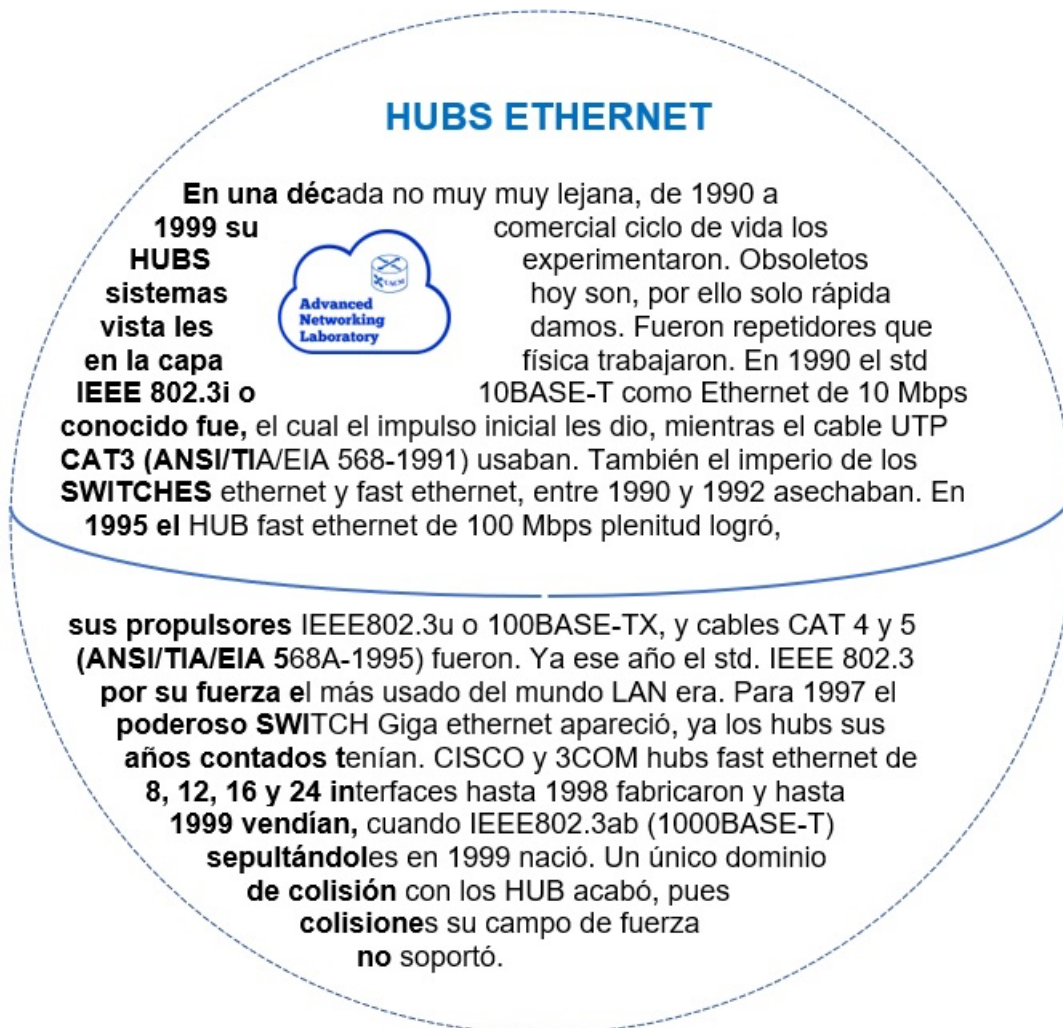 HUBS ETHERNET
En una década no muy muy lejana, de 1990 a
1999 su comercial ciclo de vida los
HUBS experimentaron. Obsoletos
sistemas hoy son, por ello solo rápida
vista les damos. Fueron repetidores que
en la capa física trabajaron. En 1990 el std
IEEE 802.3i o 10BASE-T como Ethernet de 10 Mbps
conocido fue, el cual el impulso inicial les dio, mientras el cable UTP
CAT3 (ANSI/TIA/EIA 568-1991) usaban. También el imperio de los
SWITCHES ethernet y fast ethernet, entre 1990 y 1992 asechaban. En
1995 el HUB fast ethernet de 100 Mbps plenitud logró,
UACM
Advanced
Networking
Laboratory
sus propulsores IEEE802.3u o 100BASE-TX, y cables CAT 4 y 5
(ANSI/TIA/EIA 568A-1995) fueron. Ya ese año el std. IEEE 802.3
por su fuerza el más usado del mundo LAN era. Para 1997 el
poderoso SWITCH Giga ethernet apareció, ya los hubs sus
años contados tenían. CISCO y 3COM hubs fast ethernet de
8, 12, 16 y 24 interfaces hasta 1998 fabricaron y hasta
1999 vendían, cuando IEEE802.3ab (1000BASE-T)
sepultándoles en 1999 nació. Un único dominio
de colisión con los HUB acabó, pues
colisiones su campo de fuerza
no soportó.